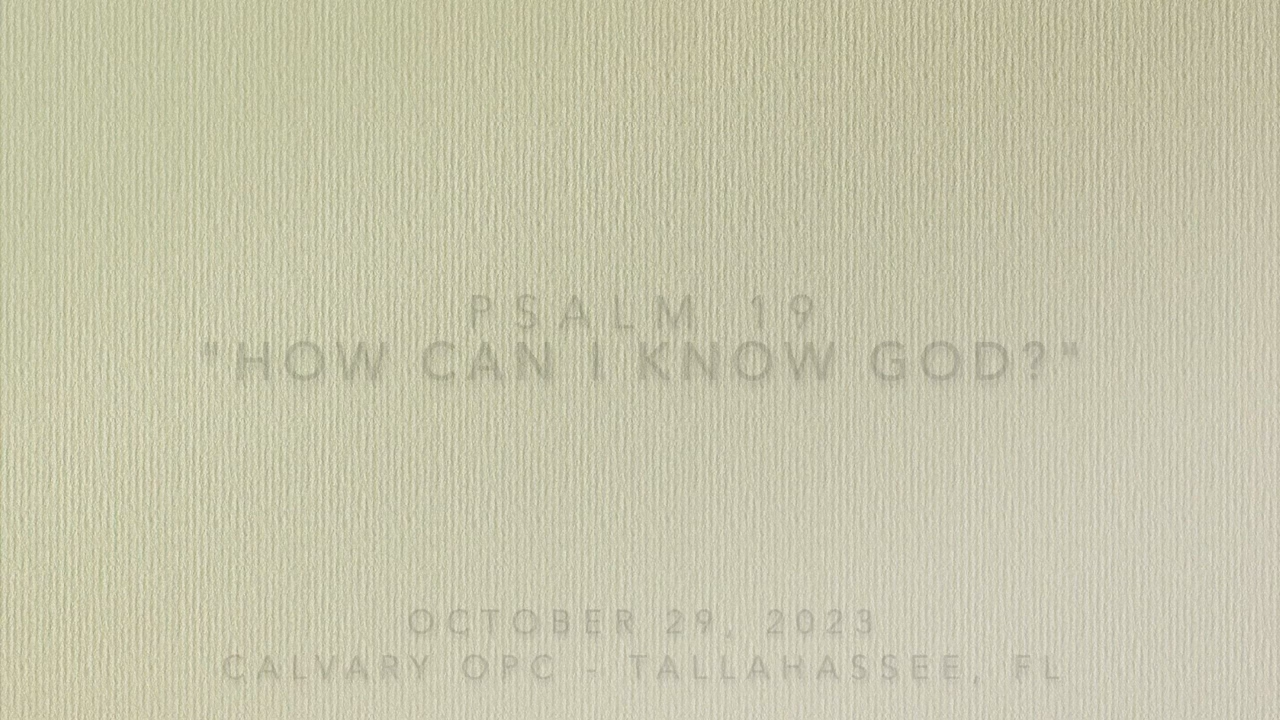 PSALM 19
"HOW CAN I KNOW GOD?"
OCTOBER 29, 2023
CALVARY OPC - TALLAHASSEE, FL